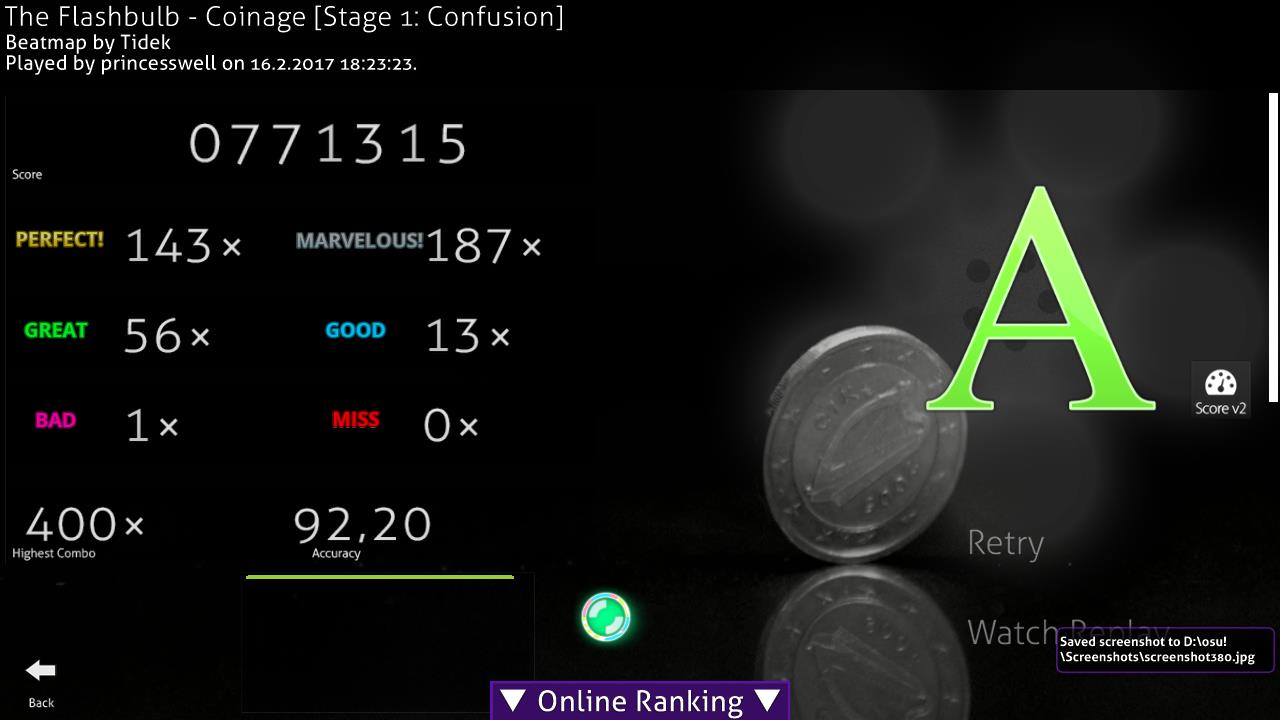 The Flashbulb - Coinage [Stage 1: Confusion]
Beatmap by Tidek
Played by princesswell on 16.2.2017 18:23:23.
0771315
Score
PERFECT! 143× MARVELOUS! 187×
GREAT 56× GOOD 13×
BAD 1× MISS 0×
400× 92,20
Highest Combo Accuracy
A
Score v2
Retry
Watch Replay
Saved screenshot to D:\osu!
\Screenshots\screenshot380.jpg
Back
▼ Online Ranking ▼